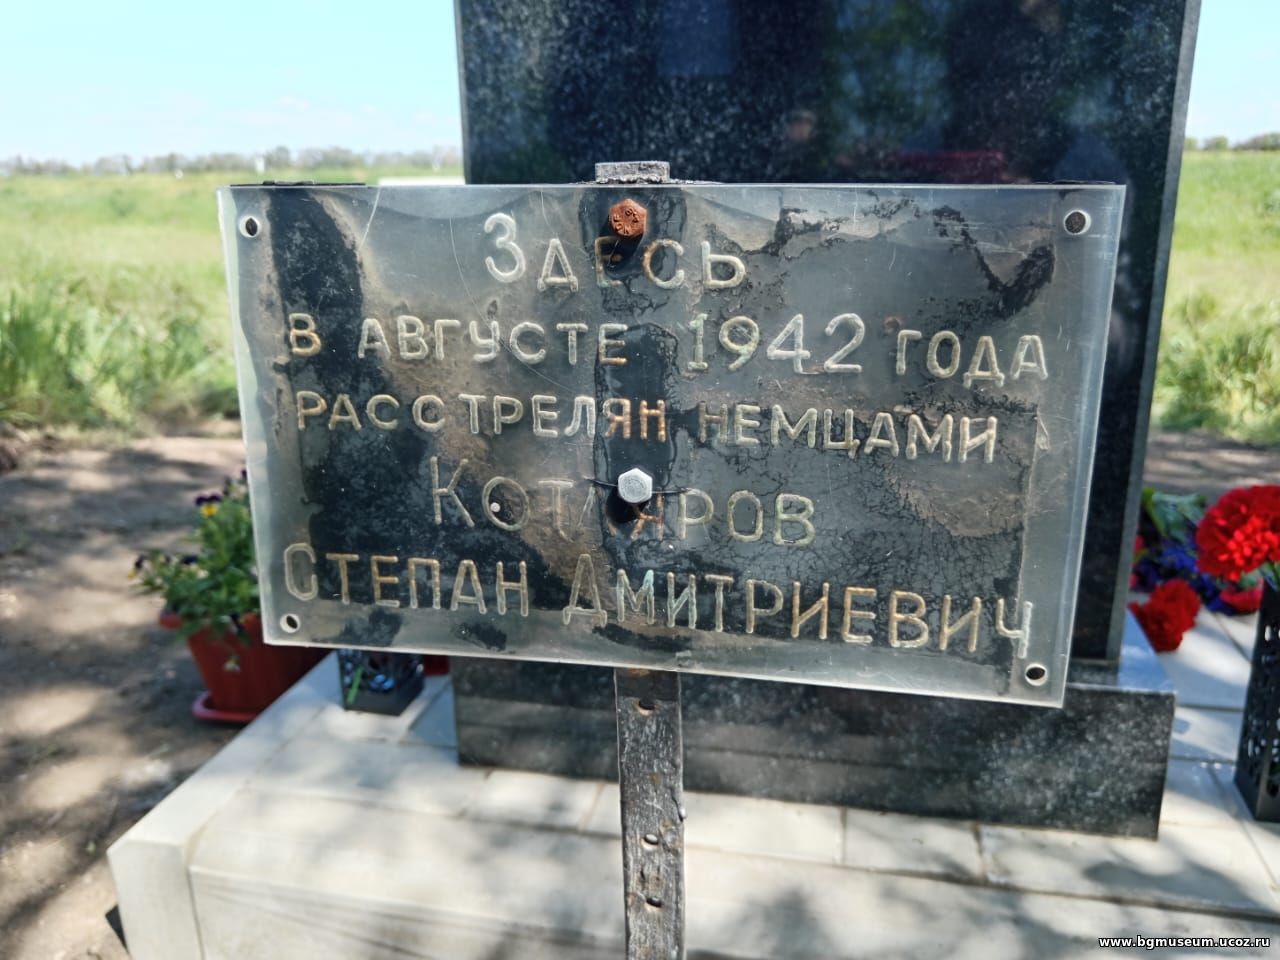 Здесь
в августе 1942 года
расстрелян немцами
Котляров
Степан Дмитриевич
www.bgmuseum.ucoz.ru